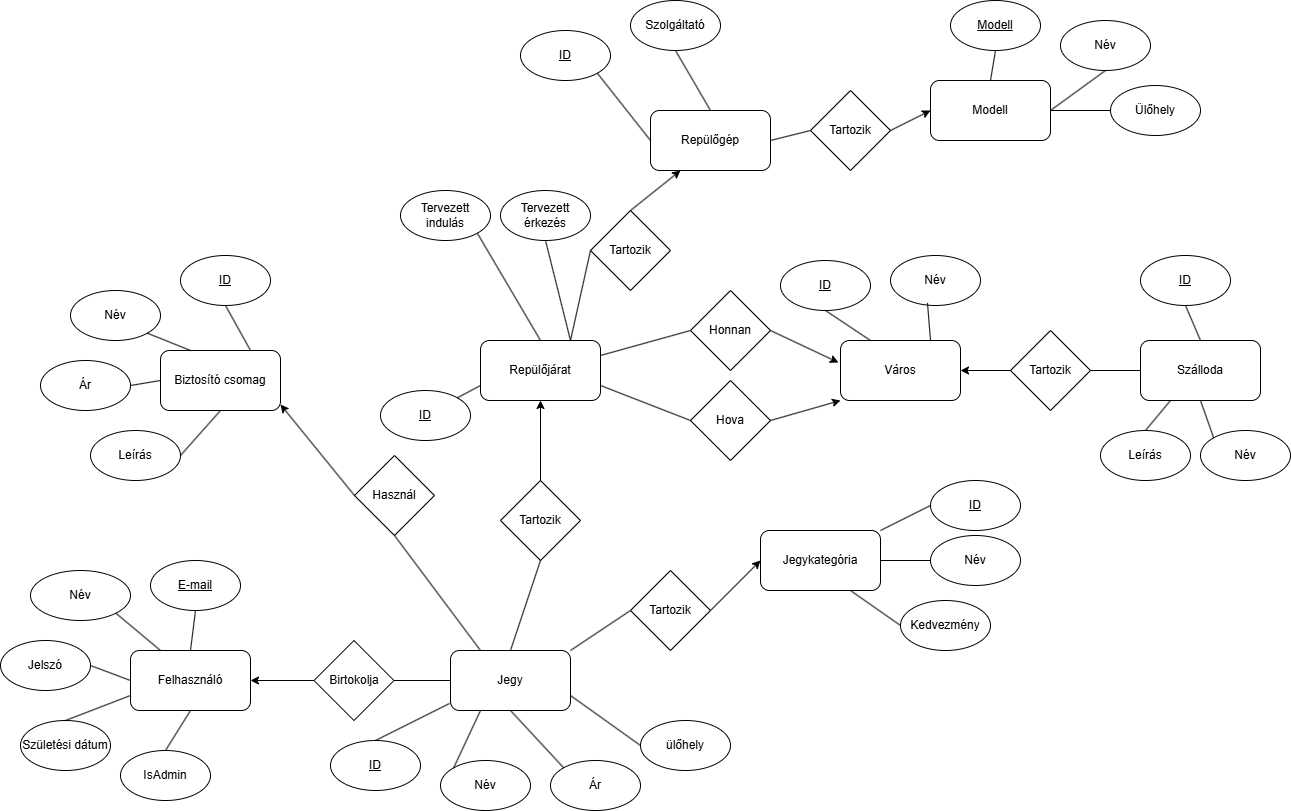 Szolgáltató
Modell
ID
Név
Modell
Ülőhely
Repülőgép
Tartozik
Tervezett
indulás
Tervezett
érkezés
Tartozik
ID
ID
Név
ID
Név
Honnan
Ár
Biztosító csomag
Repülőjárat
Város
Tartozik
Szálloda
ID
Hova
Leírás
Leírás
Név
Használ
Tartozik
ID
Jegykategória
Név
Név
E-mail
Tartozik
Kedvezmény
Jelszó
Felhasználó
Birtokolja
Jegy
Születési dátum
ülőhely
IsAdmin
ID
Név
Ár